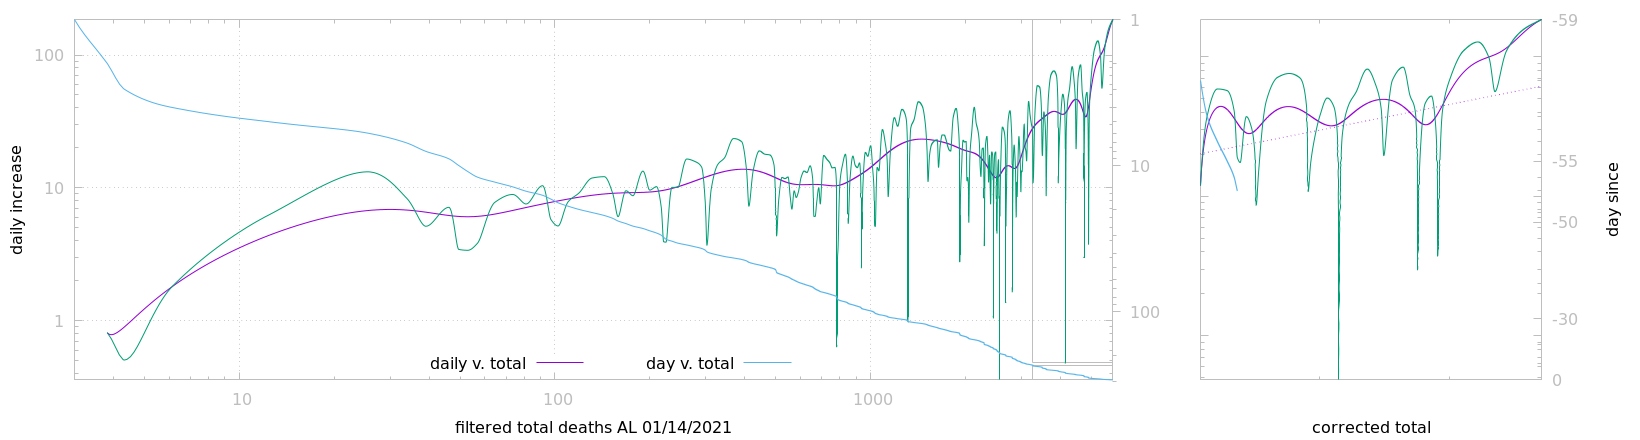 daily increase
100
10
1
1
10
100
daily v. total
day v. total
10
100
1000
filtered total deaths AL 01/14/2021
-59
-55
-50
-30
0
day since
corrected total